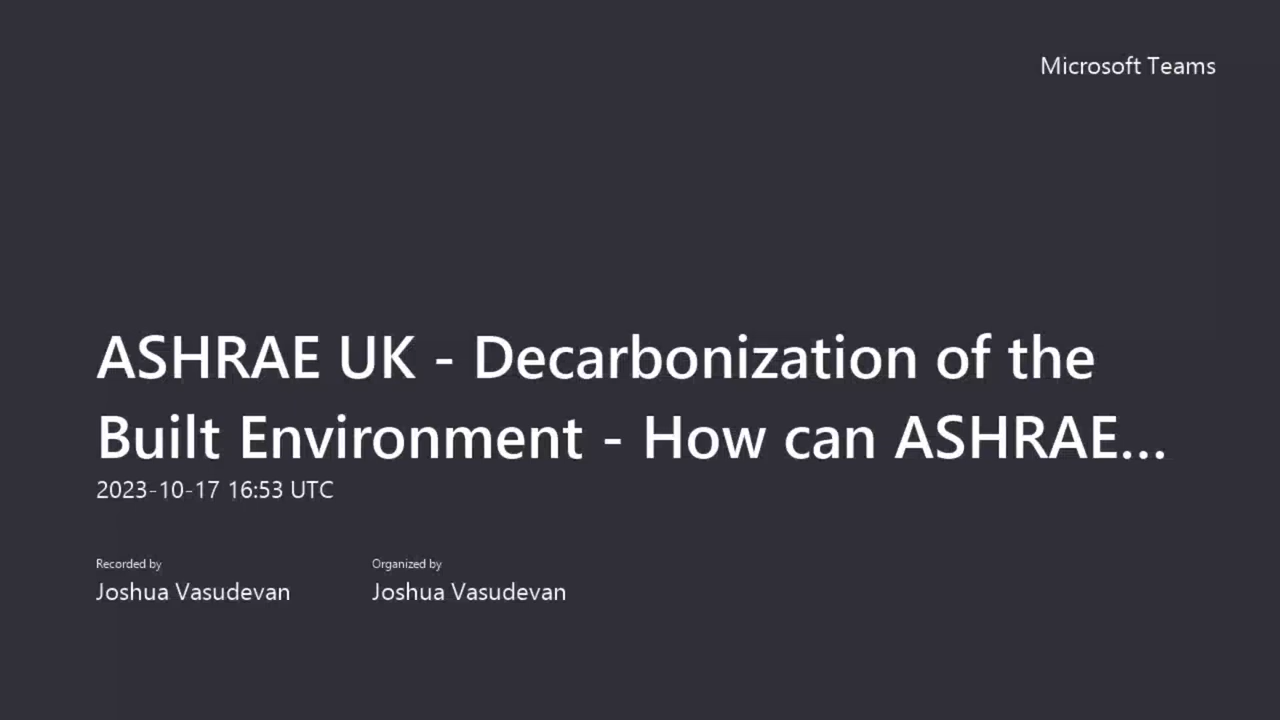 Microsoft Teams
ASHRAE UK - Decarbonization of the
Built Environment - How can ASHRAE...
2023-10-17 16:53 UTC
Recorded by
Organized by
Joshua Vasudevan
Joshua Vasudevan